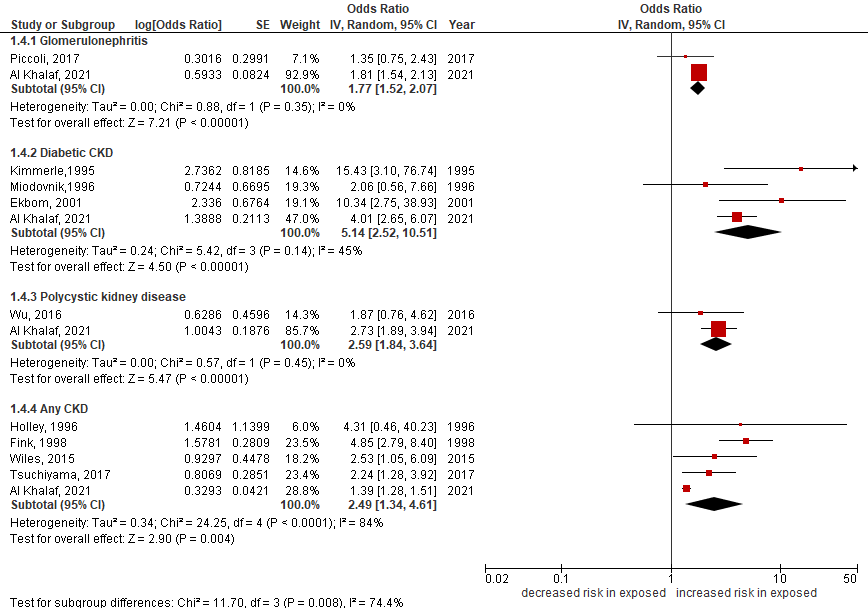 Odds Ratio Odds Ratio
Study or Subgroup log[Odds Ratio] SE Weight IV, Random, 95% CI Year IV, Random, 95% CI
1.4.1 Glomerulonephritis
Piccoli, 2017 0.3016 0.2991 7.1% 1.35 [0.75, 2.43] 2017
Al Khalaf, 2021 0.5933 0.0824 92.9% 1.81 [1.54, 2.13] 2021
Subtotal (95% CI) 100.0% 1.77 [1.52, 2.07]
Heterogeneity: Tau² = 0.00; Chi² = 0.88, df = 1 (P = 0.35); I² = 0%
Test for overall effect: Z = 7.21 (P < 0.00001)
1.4.2 Diabetic CKD
Kimmerle,1995 2.7362 0.8185 14.6% 15.43 [3.10, 76.74] 1995
Miodovnik,1996 0.7244 0.6695 19.3% 2.06 [0.56, 7.66] 1996
Ekbom, 2001 2.336 0.6764 19.1% 10.34 [2.75, 38.93] 2001
Al Khalaf, 2021 1.3888 0.2113 47.0% 4.01 [2.65, 6.07] 2021
Subtotal (95% CI) 100.0% 5.14 [2.52, 10.51]
Heterogeneity: Tau² = 0.24; Chi² = 5.42, df = 3 (P = 0.14); I² = 45%
Test for overall effect: Z = 4.50 (P < 0.00001)
1.4.3 Polycystic kidney disease
Wu, 2016 0.6286 0.4596 14.3% 1.87 [0.76, 4.62] 2016
Al Khalaf, 2021 1.0043 0.1876 85.7% 2.73 [1.89, 3.94] 2021
Subtotal (95% CI) 100.0% 2.59 [1.84, 3.64]
Heterogeneity: Tau² = 0.00; Chi² = 0.57, df = 1 (P = 0.45); I² = 0%
Test for overall effect: Z = 5.47 (P < 0.00001)
1.4.4 Any CKD
Holley, 1996 1.4604 1.1399 6.0% 4.31 [0.46, 40.23] 1996
Fink, 1998 1.5781 0.2809 23.5% 4.85 [2.79, 8.40] 1998
Wiles, 2015 0.9297 0.4478 18.2% 2.53 [1.05, 6.09] 2015
Tsuchiyama, 2017 0.8069 0.2851 23.4% 2.24 [1.28, 3.92] 2017
Al Khalaf, 2021 0.3293 0.0421 28.8% 1.39 [1.28, 1.51] 2021
Subtotal (95% CI) 100.0% 2.49 [1.34, 4.61]
Heterogeneity: Tau² = 0.34; Chi² = 24.25, df = 4 (P < 0.0001); I² = 84%
Test for overall effect: Z = 2.90 (P = 0.004)
0.02 0.1 1 10 50
decreased risk in exposed increased risk in exposed
Test for subgroup differences: Chi² = 11.70, df = 3 (P = 0.008), I² = 74.4%